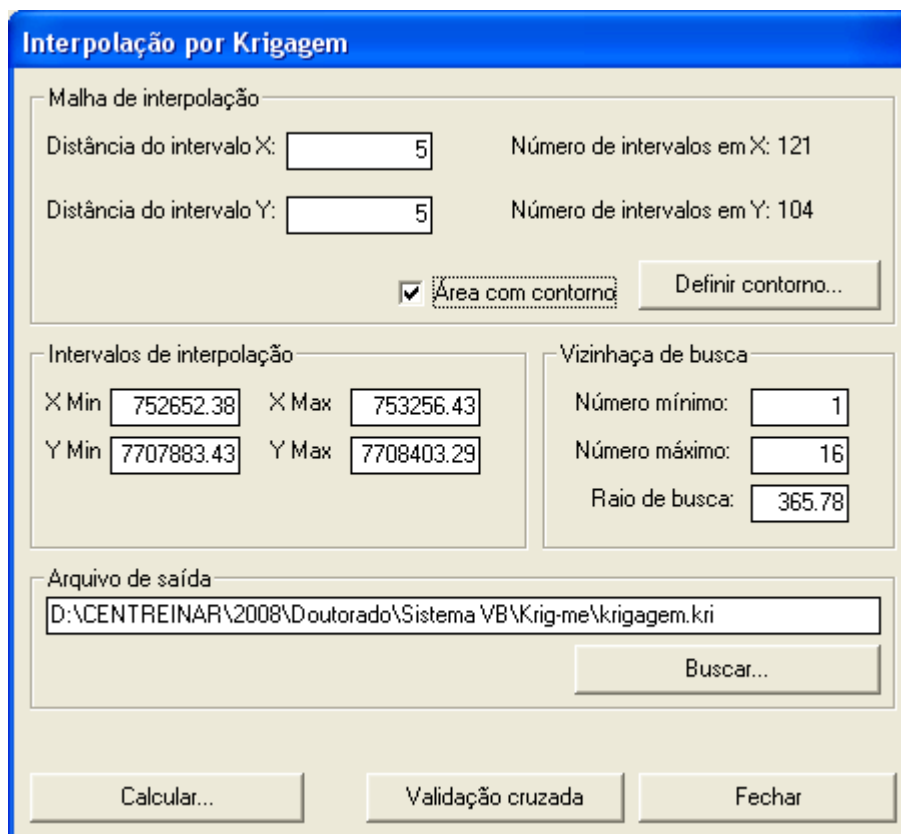 Interpolação por Krigagem
Malha de interpolação
Distância do intervalo X: 5 Número de intervalos em X: 121
Distância do intervalo Y: 5 Número de intervalos em Y: 104
Área com contorno Definir contorno...
Intervalos de interpolação
X Min 752652.38 X Max 753256.43
Y Min 7707883.43 Y Max 7708403.29
Vizinhaça de busca
Número mínimo: 1
Número máximo: 16
Raio de busca: 365.78
Arquivo de saída
D:\CENTREINAR\2008\Doutorado\Sistema VB\Krig-me\krigagem.kri
Buscar...
Calcular... Validação cruzada Fechar